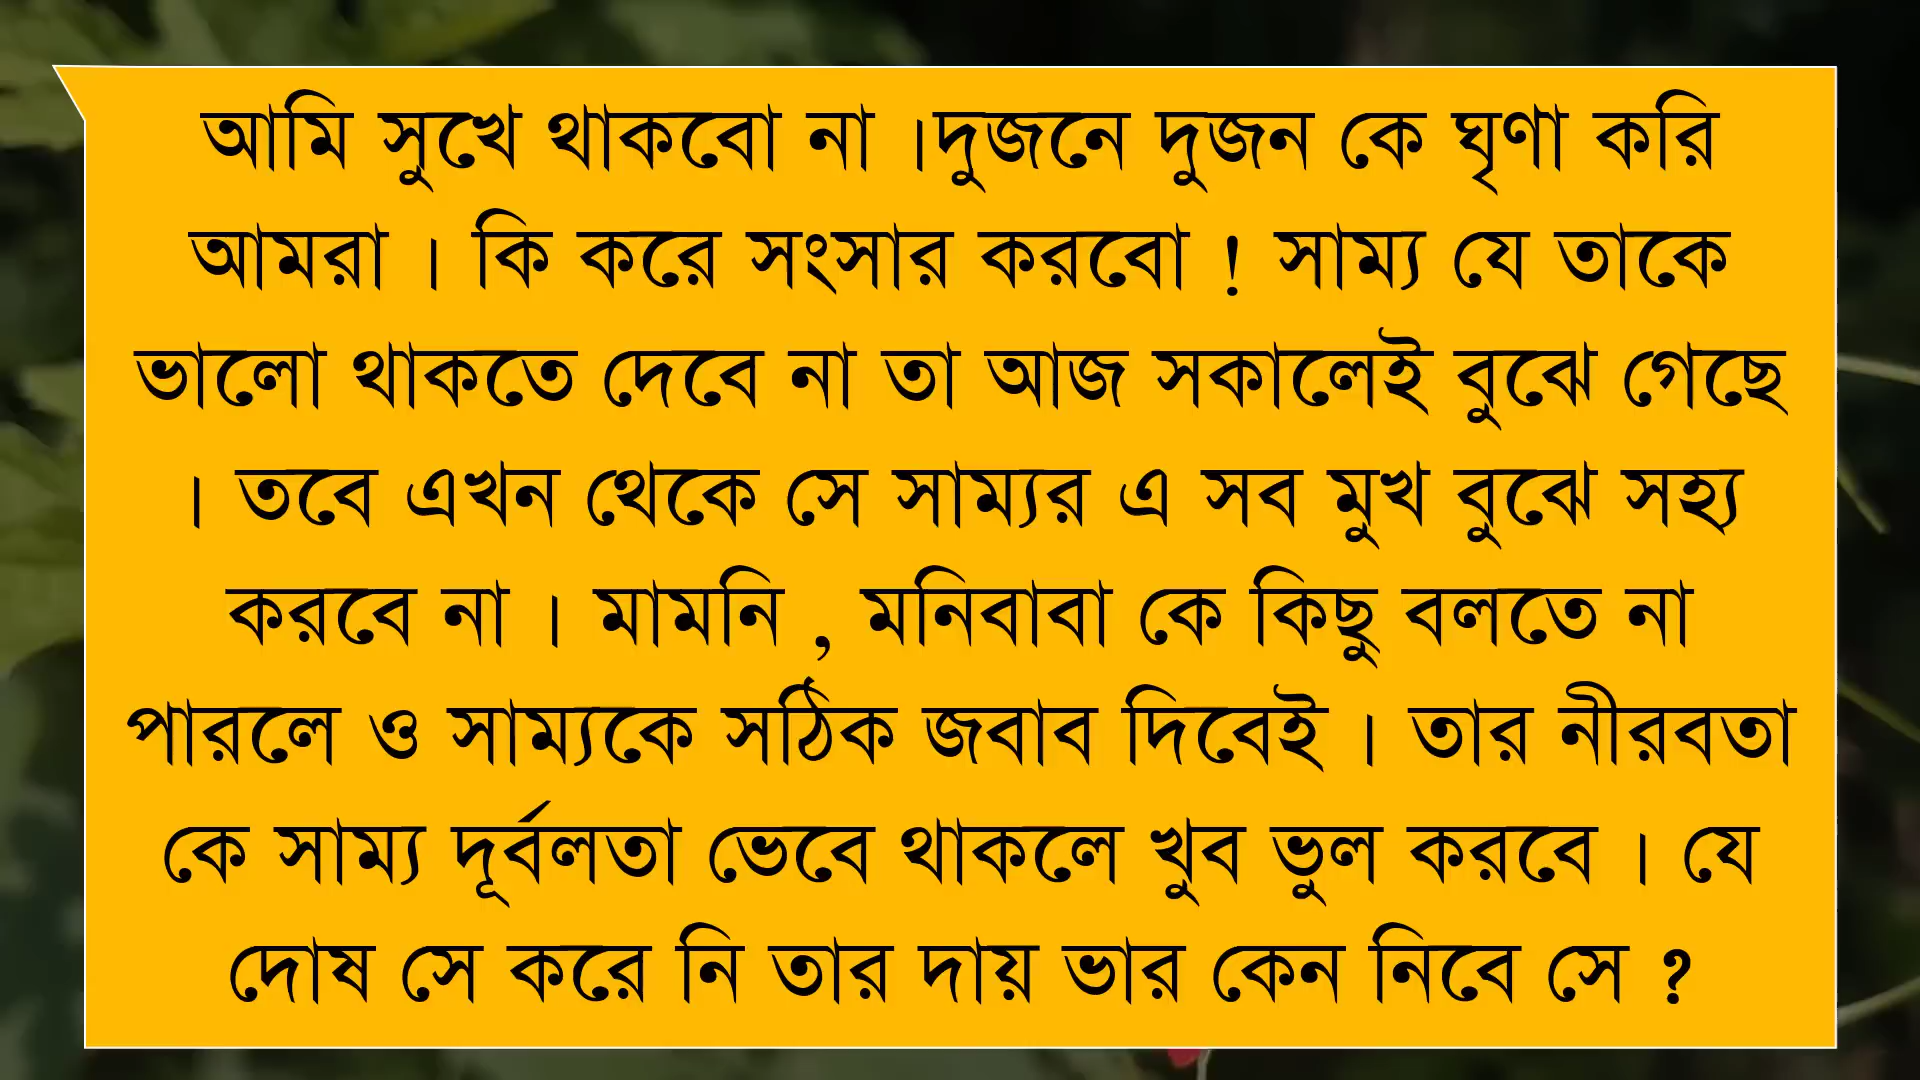 আমি সুখে থাকবো না ।দুজনে দুজন কে ঘৃণা করি
আমরা । কি করে সংসার করবো ! সাম্য যে তাকে
ভালো থাকতে দেবে না তা আজ সকালেই বুঝে গেছে
। তবে এখন থেকে সে সাম্যর এ সব মুখ বুঝে সহ্য
করবে না । মামনি , মনিবাবা কে কিছু বলতে না
পারলে ও সাম্যকে সঠিক জবাব দিবেই । তার নীরবতা
কে সাম্য দূর্বলতা ভেবে থাকলে খুব ভুল করবে । যে
দোষ সে করে নি তার দায় ভার কেন নিবে সে ?